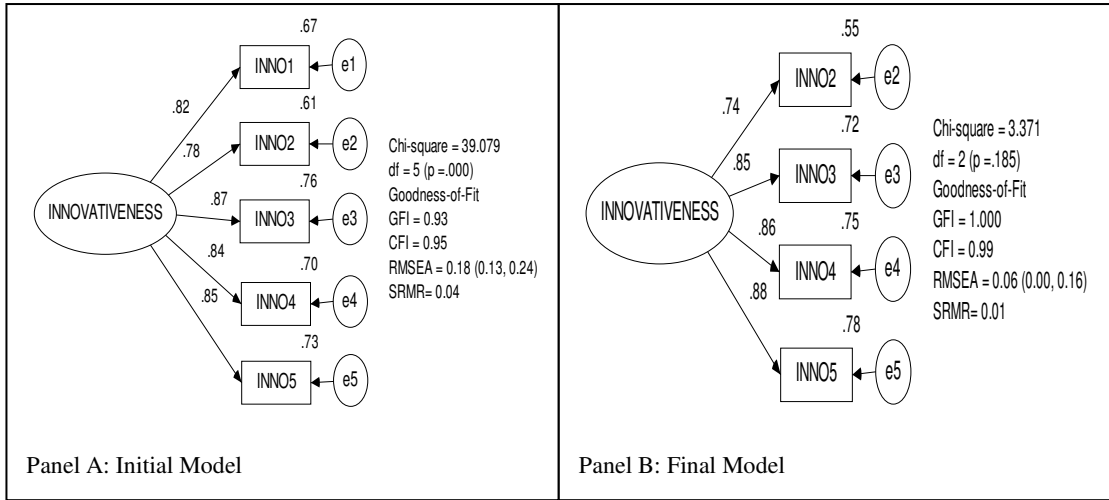 .67
INNO1
e1
.82
.61
INNO2
e2
.78
.76
INNO3
e3
.87
.70
INNO4
e4
.84
.73
INNO5
e5
.85
INNOVATIVENESS
Chi-square = 39.079
df = 5 (p =.000)
Goodness-of-Fit
GFI = 0.93
CFI = 0.95
RMSEA = 0.18 (0.13, 0.24)
SRMR= 0.04
Panel A: Initial Model
.55
INNO2
e2
.74
.72
INNO3
e3
.85
.75
INNO4
e4
.86
.78
INNO5
e5
.88
INNOVATIVENESS
Chi-square = 3.371
df = 2 (p =.185)
Goodness-of-Fit
GFI = 1.000
CFI = 0.99
RMSEA = 0.06 (0.00, 0.16)
SRMR= 0.01
Panel B: Final Model